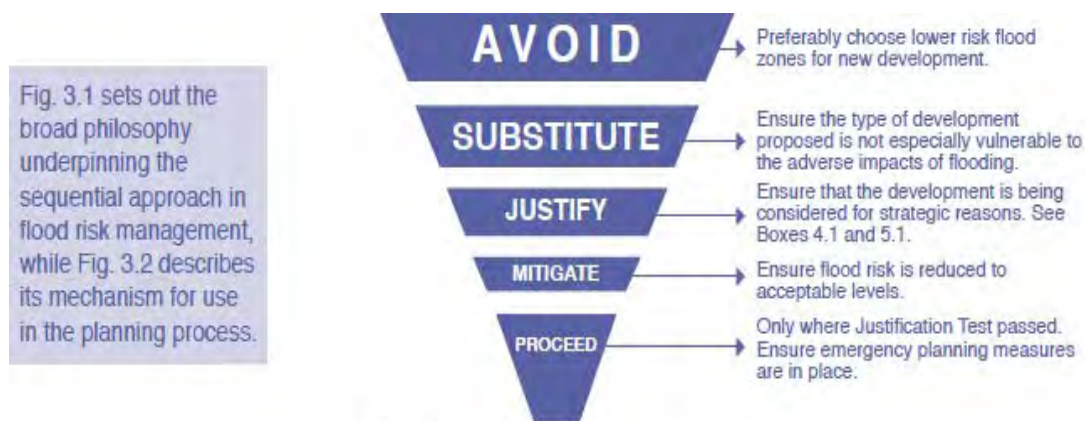 Fig. 3.1 sets out the
broad philosophy
underpinning the
sequential approach in
flood risk management,
while Fig. 3.2 describes
its mechanism for use
in the planning process.
AVOID
Preferably choose lower risk flood
zones for new development.
SUBSTITUTE
Ensure the type of development
proposed is not especially vulnerable to
the adverse impacts of flooding.
JUSTIFY
Ensure that the development is being
considered for strategic reasons. See
Boxes 4.1 and 5.1.
MITIGATE
Ensure flood risk is reduced to
acceptable levels.
PROCEED
Only where Justification Test passed.
Ensure emergency planning measures
are in place.